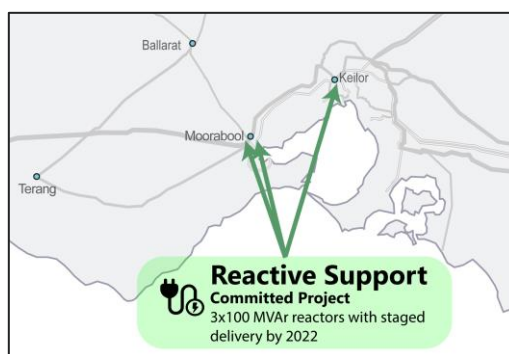 Ballarat
Keilor
Moorabool
Terang
Reactive Support
Committed Project
3x100 MVAr reactors with staged
delivery by 2022